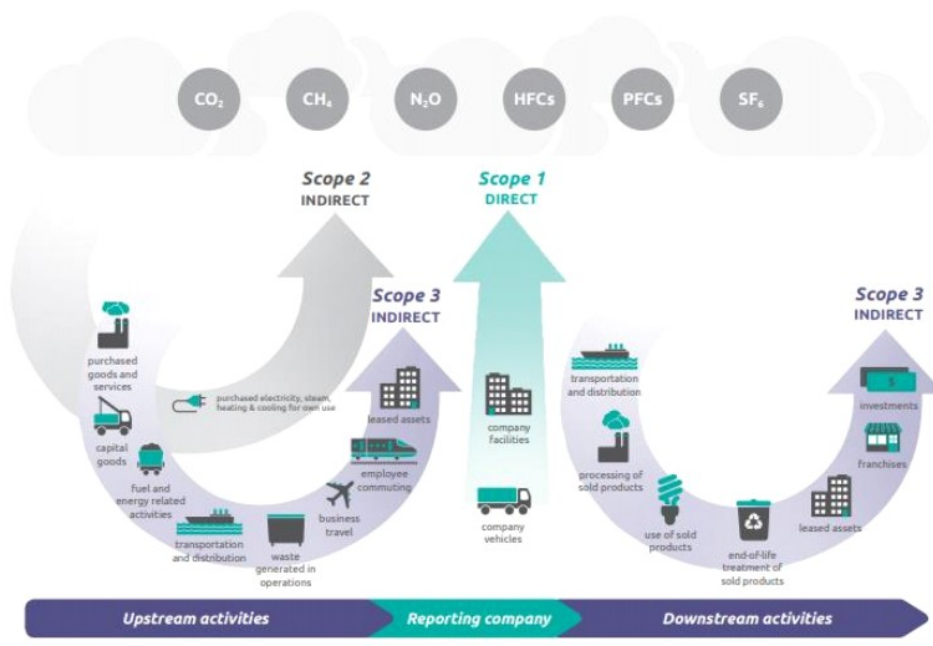 CO₂ CH₄ N₂O HFCs PFCs SF₆
Scope 2
INDIRECT
Scope 1
DIRECT
Scope 3
INDIRECT
Scope 3
INDIRECT
purchased
goods and
services
purchased electricity, steam,
heating & cooling for own use
capital
goods
fuel and
energy related
activities
transportation
and distribution
waste
generated in
operations
business
travel
employee
commuting
leased assets
company
facilities
company
vehicles
transportation
and distribution
processing of
sold products
use of sold
products
end-of-life
treatment of
sold products
leased assets
franchises
$
investments
Upstream activities
Reporting company
Downstream activities